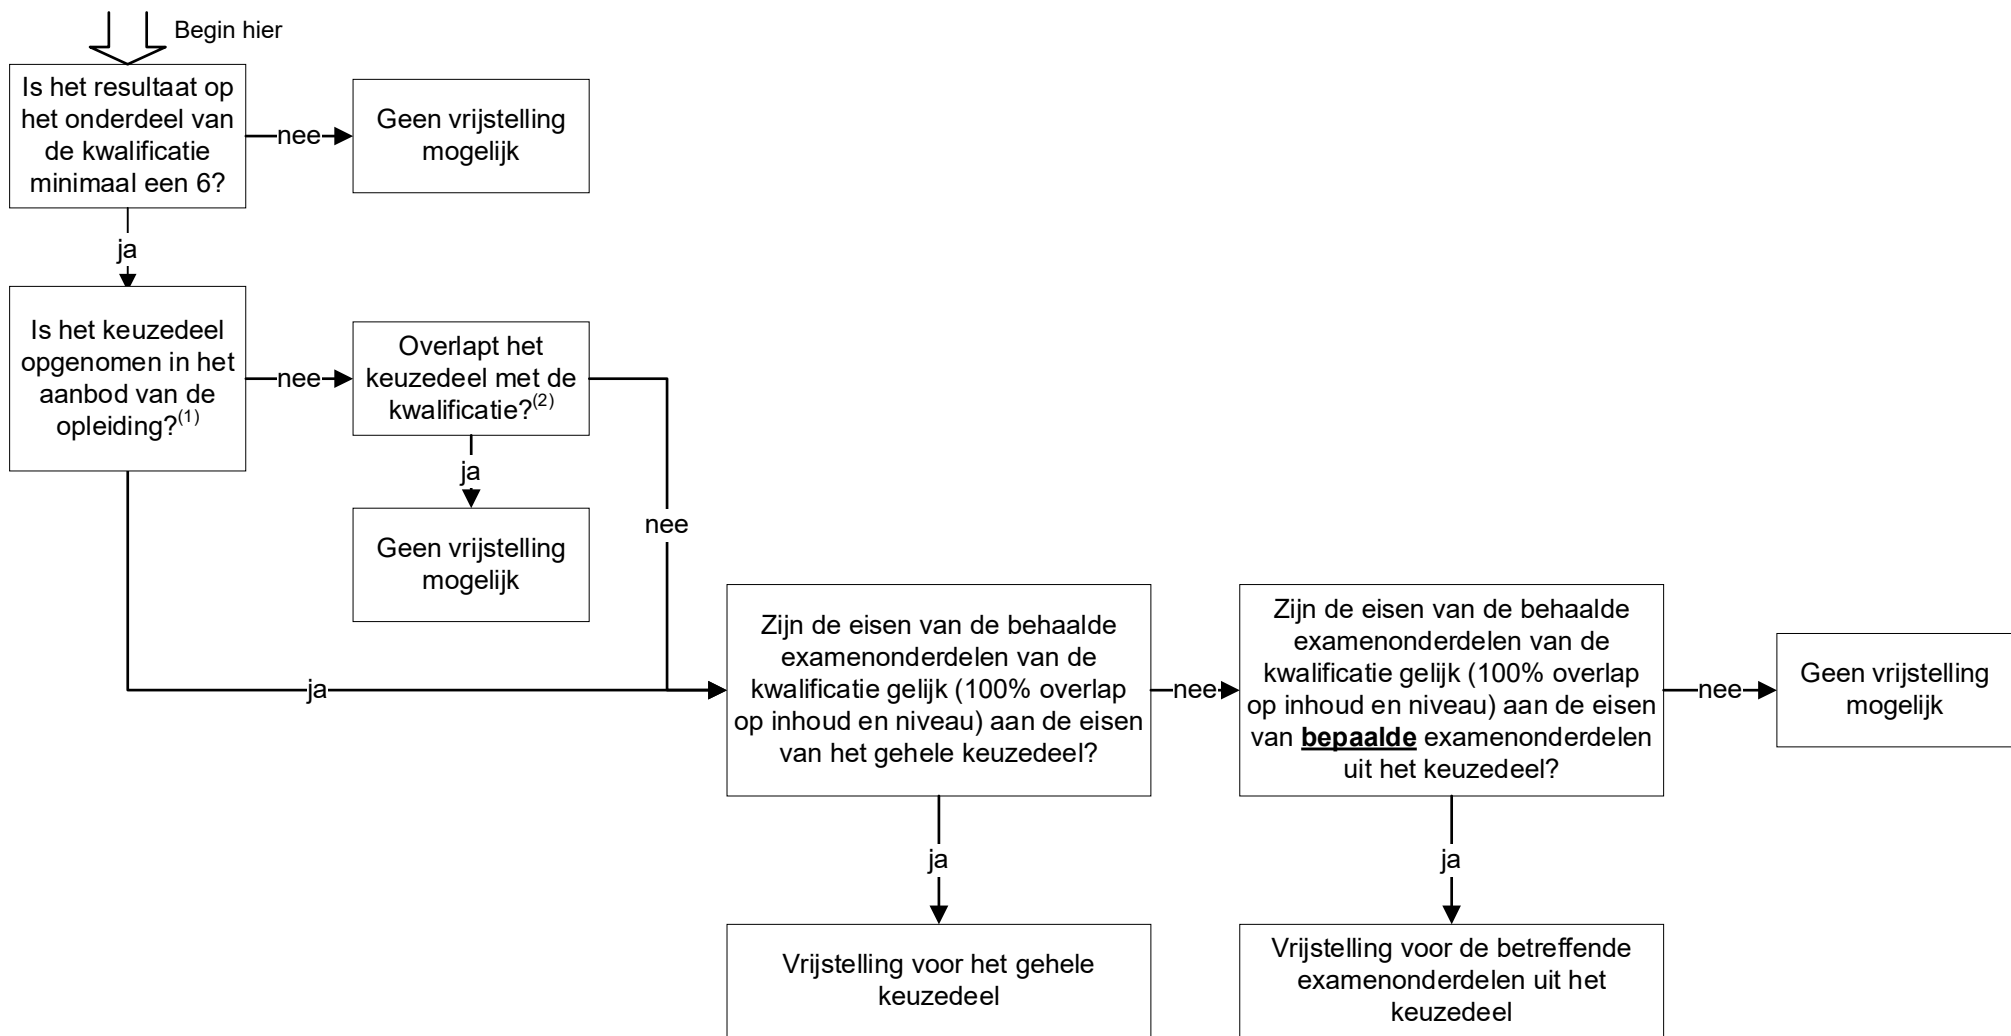 Begin hier
Is het resultaat op
het onderdeel van
de kwalificatie
minimaal een 6?
nee
Geen vrijstelling
mogelijk
ja
Is het keuzedeel
opgenomen in het
aanbod van de
opleiding?(1)
nee
Overlapt het
keuzedeel met de
kwalificatie?(2)
ja
Geen vrijstelling
mogelijk
nee
ja
Zijn de eisen van de behaalde
examenonderdelen van de
kwalificatie gelijk (100% overlap
op inhoud en niveau) aan de eisen
van het gehele keuzedeel?
nee
Zijn de eisen van de behaalde
examenonderdelen van de
kwalificatie gelijk (100% overlap
op inhoud en niveau) aan de eisen
van bepaalde examenonderdelen
uit het keuzedeel?
nee
Geen vrijstelling
mogelijk
ja
Vrijstelling voor het gehele
keuzedeel
ja
Vrijstelling voor de betreffende
examenonderdelen uit het
keuzedeel